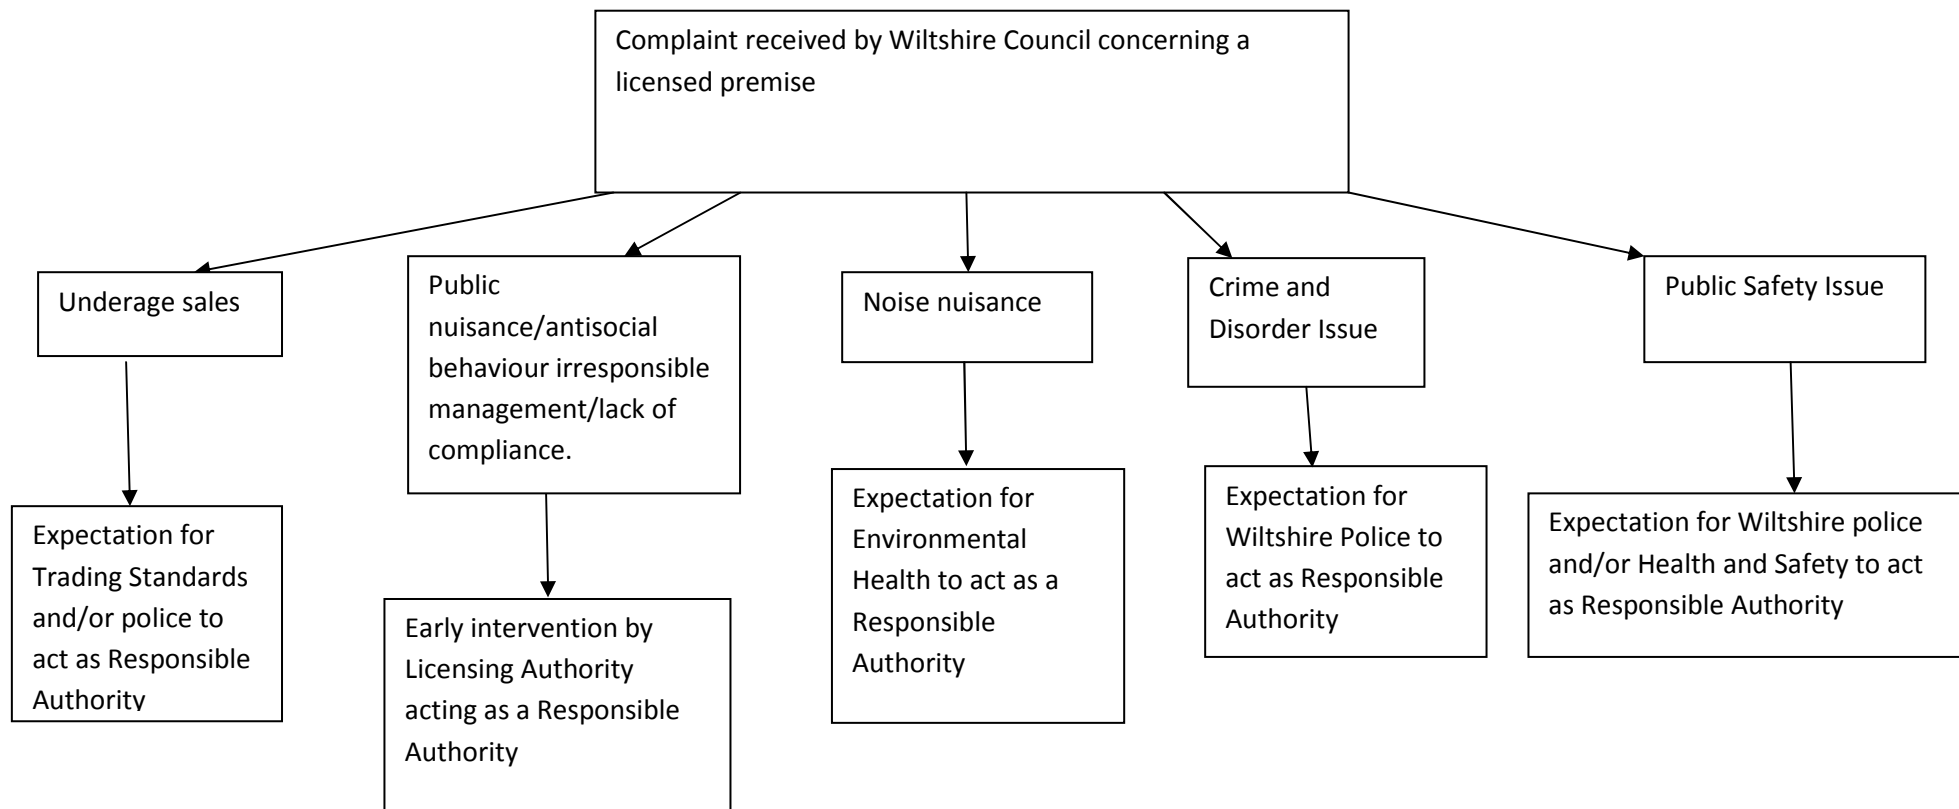 Complaint received by Wiltshire Council concerning a
licensed premise
Underage sales
Public
nuisance/antisocial
behaviour irresponsible
management/lack of
compliance.
Noise nuisance
Crime and
Disorder Issue
Public Safety Issue
Expectation for
Trading Standards
and/or police to
act as Responsible
Authority
Early intervention by
Licensing Authority
acting as a Responsible
Authority
Expectation for
Environmental
Health to act as a
Responsible
Authority
Expectation for
Wiltshire Police to
act as Responsible
Authority
Expectation for Wiltshire police
and/or Health and Safety to act
as Responsible Authority